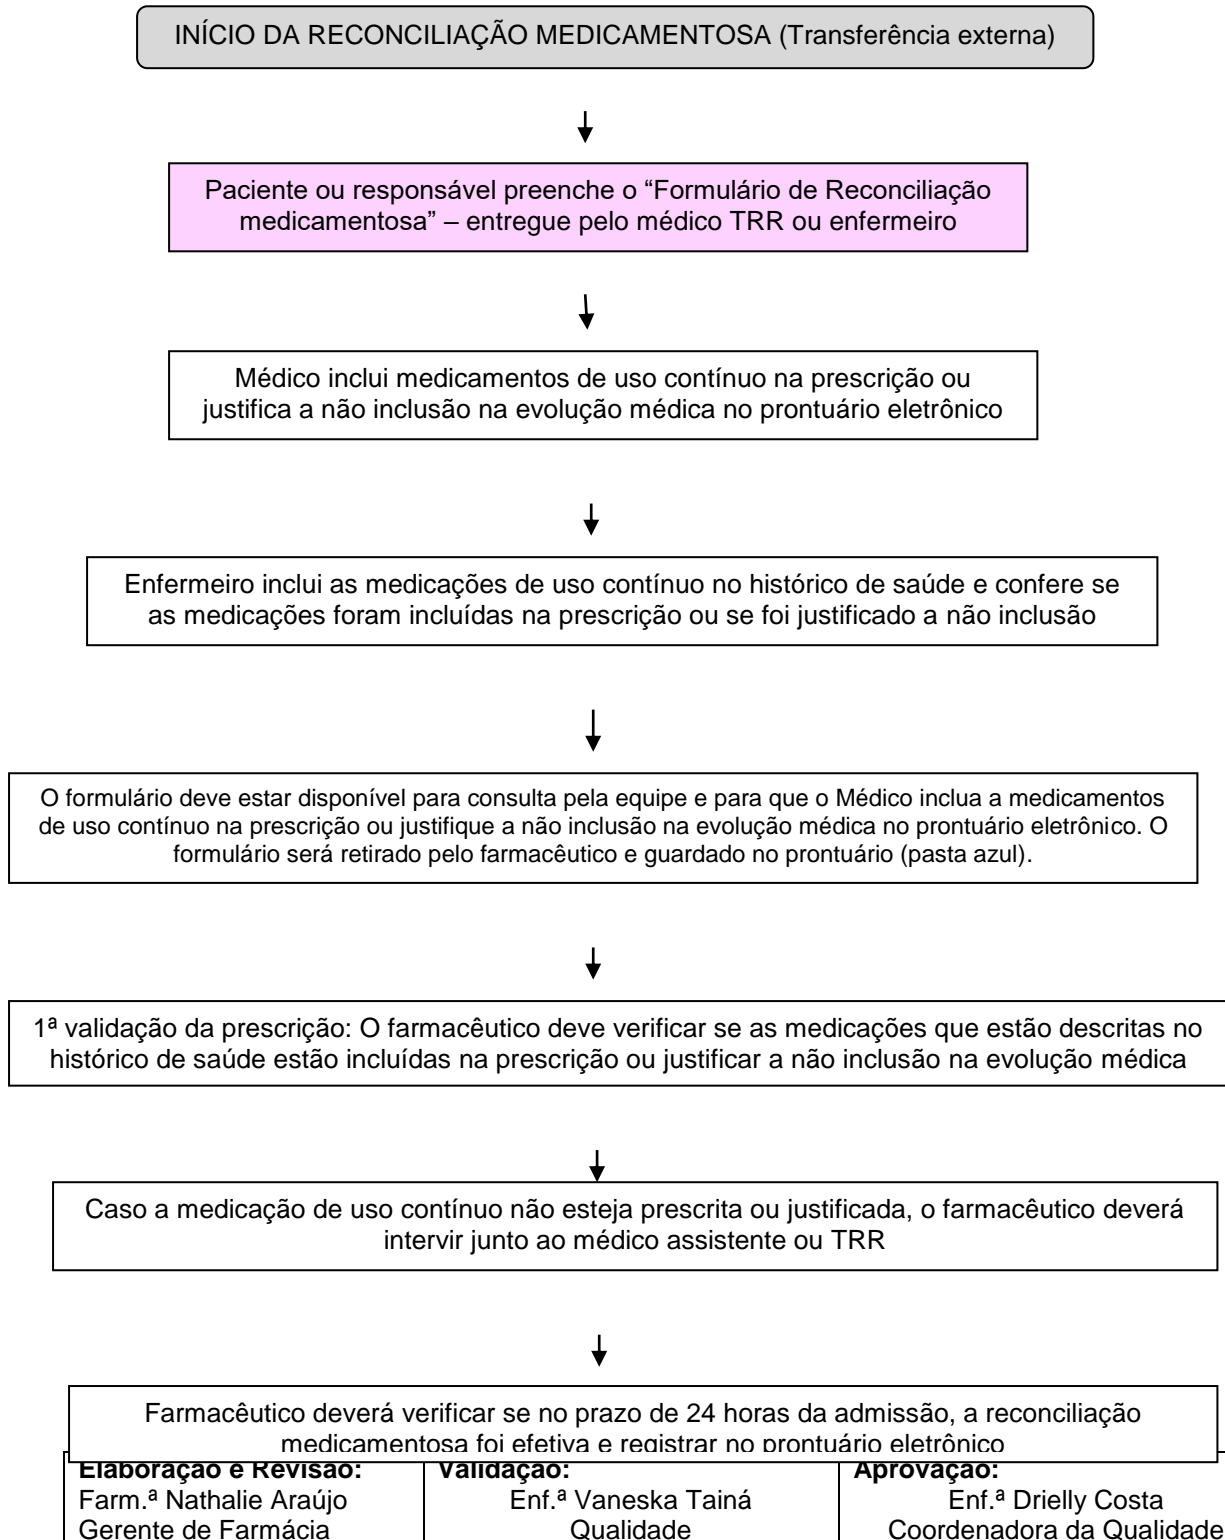 INÍCIO DA RECONCILIAÇÃO MEDICAMENTOSA (Transferência externa)
Paciente ou responsável preenche o “Formulário de Reconciliação
medicamentosa” – entregue pelo médico TRR ou enfermeiro
Médico inclui medicamentos de uso contínuo na prescrição ou
justifica a não inclusão na evolução médica no prontuário eletrônico
Enfermeiro inclui as medicações de uso contínuo no histórico de saúde e confere se
as medicações foram incluídas na prescrição ou se foi justificado a não inclusão
O formulário deve estar disponível para consulta pela equipe e para que o Médico inclua a medicamentos
de uso contínuo na prescrição ou justifique a não inclusão na evolução médica no prontuário eletrônico. O
formulário será retirado pelo farmacêutico e guardado no prontuário (pasta azul).
1ª validação da prescrição: O farmacêutico deve verificar se as medicações que estão descritas no
histórico de saúde estão incluídas na prescrição ou justificar a não inclusão na evolução médica
Caso a medicação de uso contínuo não esteja prescrita ou justificada, o farmacêutico deverá
intervir junto ao médico assistente ou TRR
Farmacêutico deverá verificar se no prazo de 24 horas da admissão, a reconciliação
medicamentosa foi efetiva e registrar no prontuário eletrônico
Elaboração e Revisão:
Farm.ª Nathalie Araújo
Gerente de Farmácia
Validação:
Enf.ª Vaneska Tainá
Qualidade
Aprovação:
Enf.ª Drielly Costa
Coordenadora da Qualidade